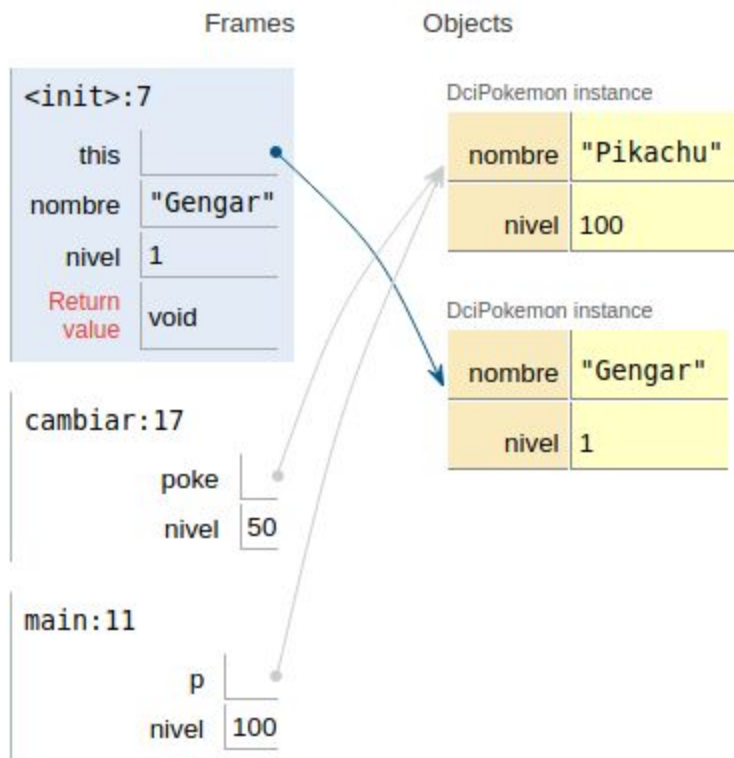 Frames
Objects
<init>:7
this
nombre "Gengar"
nivel 1
Return
value
void
cambiar:17
poke
nivel 50
main:11
p
nivel 100
DciPokemon instance
nombre "Pikachu"
nivel 100
DciPokemon instance
nombre "Gengar"
nivel 1